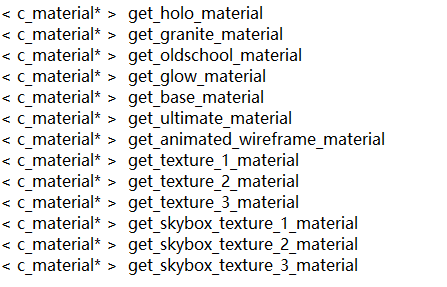 < c_material* > get_holo_material
< c_material* > get_granite_material
< c_material* > get_oldschool_material
< c_material* > get_glow_material
< c_material* > get_base_material
< c_material* > get_ultimate_material
< c_material* > get_animated_wireframe_material
< c_material* > get_texture_1_material
< c_material* > get_texture_2_material
< c_material* > get_texture_3_material
< c_material* > get_skybox_texture_1_material
< c_material* > get_skybox_texture_2_material
< c_material* > get_skybox_texture_3_material